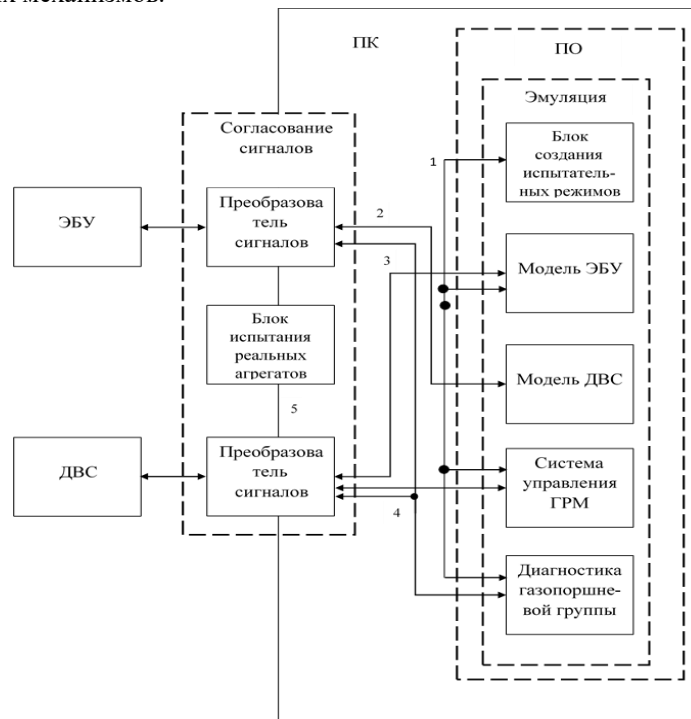 х механизмов.
ПК
ПО
Эмуляция
Согласование
сигналов
1
Блок
создания
испытатель-
ных режимов
ЭБУ
Преобразова
тель
сигналов
2
3
Модель ЭБУ
Блок
испытания
реальных
агрегатов
Модель ДВС
5
ДВС
Преобразова
тель
сигналов
4
Система
управления
ГРМ
Диагностика
газопоршне-
вой группы